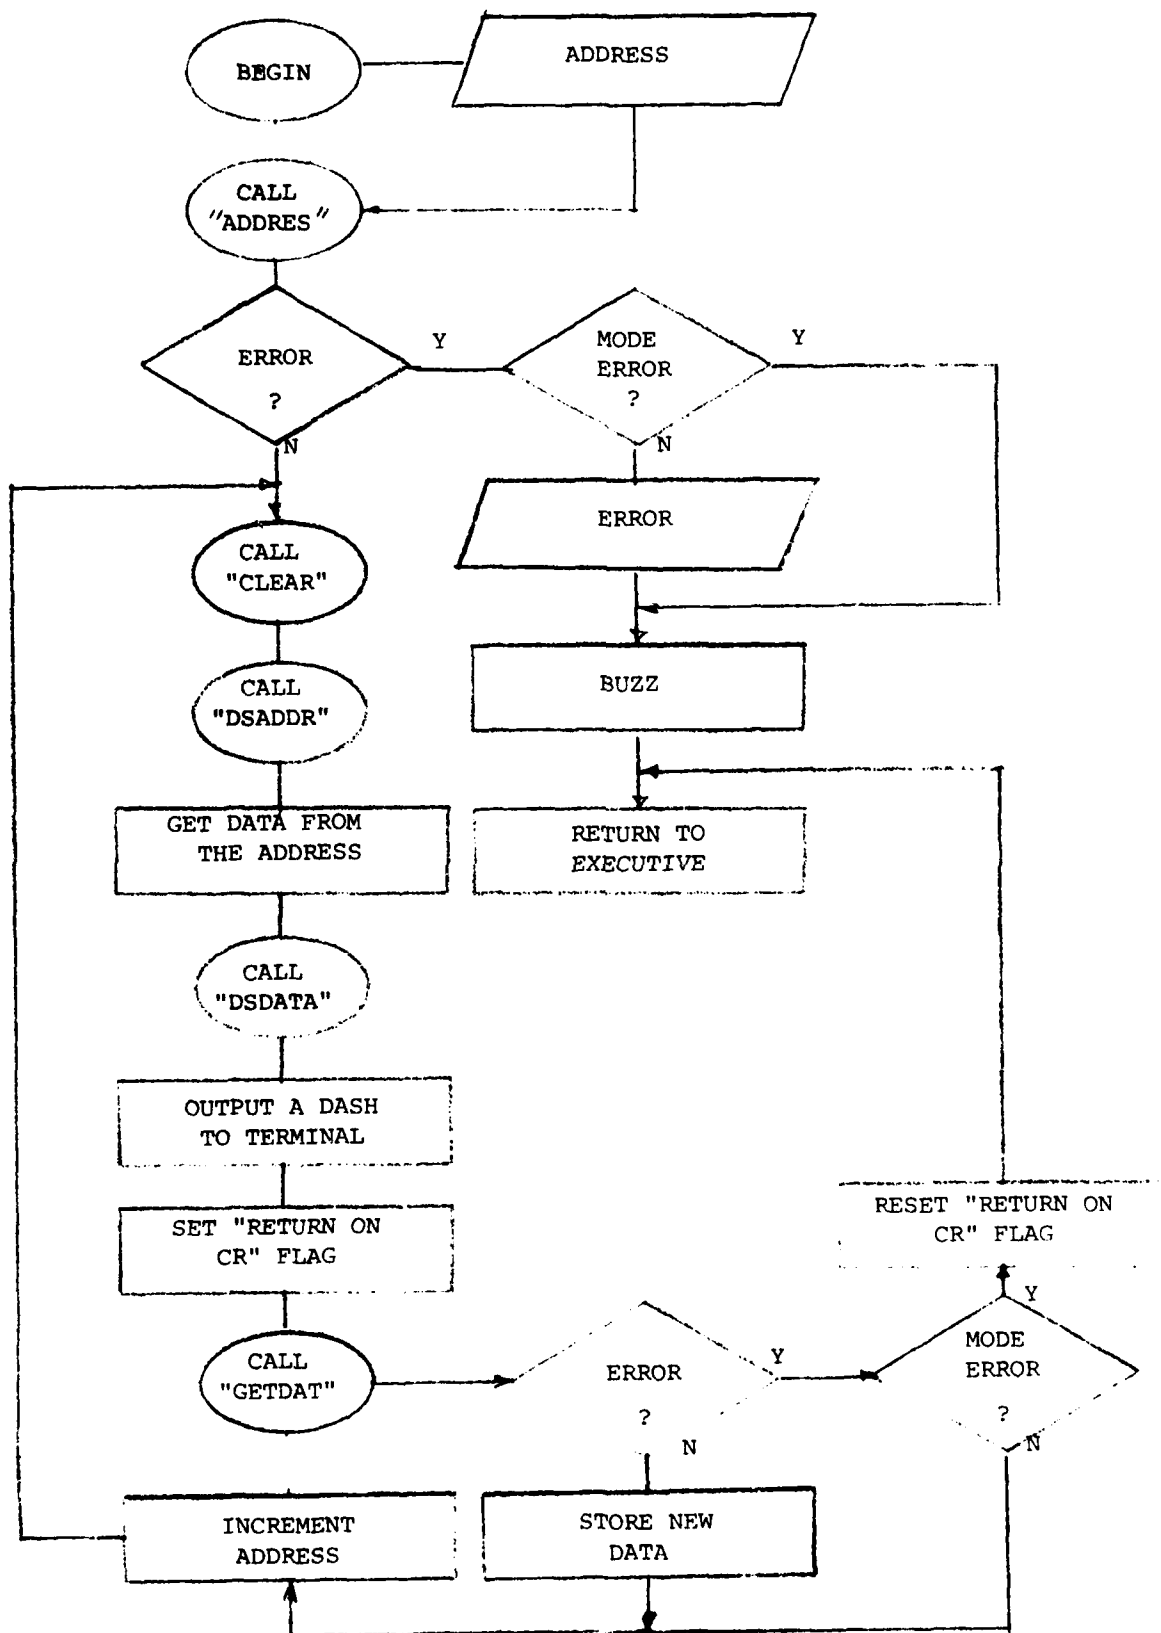 BEGIN
ADDRESS
CALL
"ADDRES"
ERROR
?
Y
MODE
ERROR
?
Y
N
N
CALL
"CLEAR"
ERROR
CALL
"DSADDR"
BUZZ
GET DATA FROM
THE ADDRESS
RETURN TO
EXECUTIVE
CALL
"DSDATA"
OUTPUT A DASH
TO TERMINAL
SET "RETURN ON
CR" FLAG
RESET "RETURN ON
CR" FLAG
CALL
"GETDAT"
ERROR
?
Y
N
MODE
ERROR
?
Y
N
INCREMENT
ADDRESS
STORE NEW
DATA